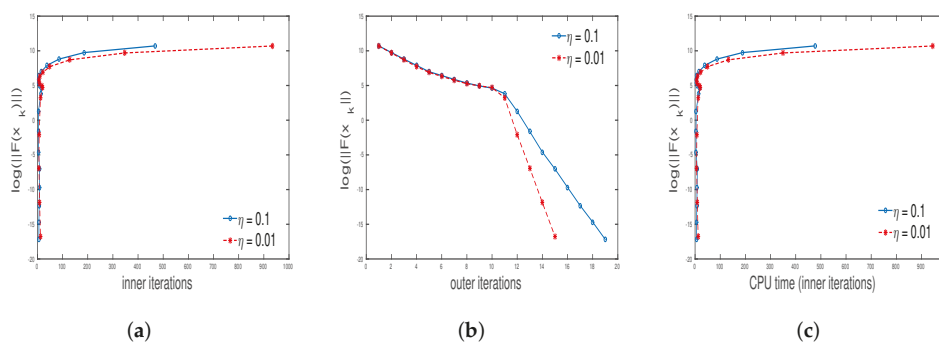 log(||F(x_k)||)
15
10
5
0
-5
-10
-15
-20
0 100 200 300 400 500 600 700 800 900 1000
inner iterations
η = 0.1
η = 0.01
(a)
log(||F(x_k)||)
15
10
5
0
-5
-10
-15
-20
0 2 4 6 8 10 12 14 16 18 20
outer iterations
η = 0.1
η = 0.01
(b)
log(||F(x_k)||)
15
10
5
0
-5
-10
-15
-20
0 100 200 300 400 500 600 700 800 900
CPU time (inner iterations)
η = 0.1
η = 0.01
(c)